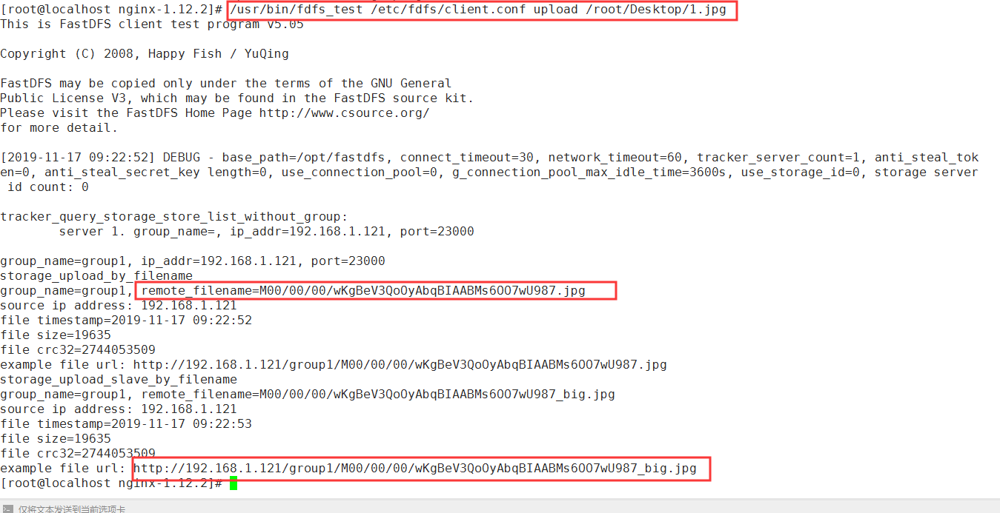 [root@localhost nginx-1.12.2]# /usr/bin/fdfs_test /etc/fdfs/client.conf upload /root/Desktop/1.jpg
This is FastDFS client test program v5.05
Copyright (C) 2008, Happy Fish / YuQing
FastDFS may be copied only under the terms of the GNU General
Public License V3, which may be found in the FastDFS source kit.
Please visit the FastDFS Home Page http://www.csource.org/
for more detail.
[2019-11-17 09:22:52] DEBUG - base_path=/opt/fastdfs, connect_timeout=30, network_timeout=60, tracker_server_count=1, anti_steal_tok
en=0, anti_steal_secret_key length=0, use_connection_pool=0, g_connection_pool_max_idle_time=3600s, use_storage_id=0, storage server
 id count: 0
tracker_query_storage_store_list_without_group:
        server 1. group_name=, ip_addr=192.168.1.121, port=23000
group_name=group1, ip_addr=192.168.1.121, port=23000
storage_upload_by_filename
group_name=group1, remote_filename=M00/00/00/wKgBeV3QoOyAbqBIAABMs6OO7wU987.jpg
source ip address: 192.168.1.121
file timestamp=2019-11-17 09:22:52
file size=19635
file crc32=2744053509
example file url: http://192.168.1.121/group1/M00/00/00/wKgBeV3QoOyAbqBIAABMs6OO7wU987.jpg
storage_upload_slave_by_filename
group_name=group1, remote_filename=M00/00/00/wKgBeV3QoOyAbqBIAABMs6OO7wU987_big.jpg
source ip address: 192.168.1.121
file timestamp=2019-11-17 09:22:53
file size=19635
file crc32=2744053509
example file url: http://192.168.1.121/group1/M00/00/00/wKgBeV3QoOyAbqBIAABMs6OO7wU987_big.jpg
[root@localhost nginx-1.12.2]#
仅将文本发送到当前选项卡